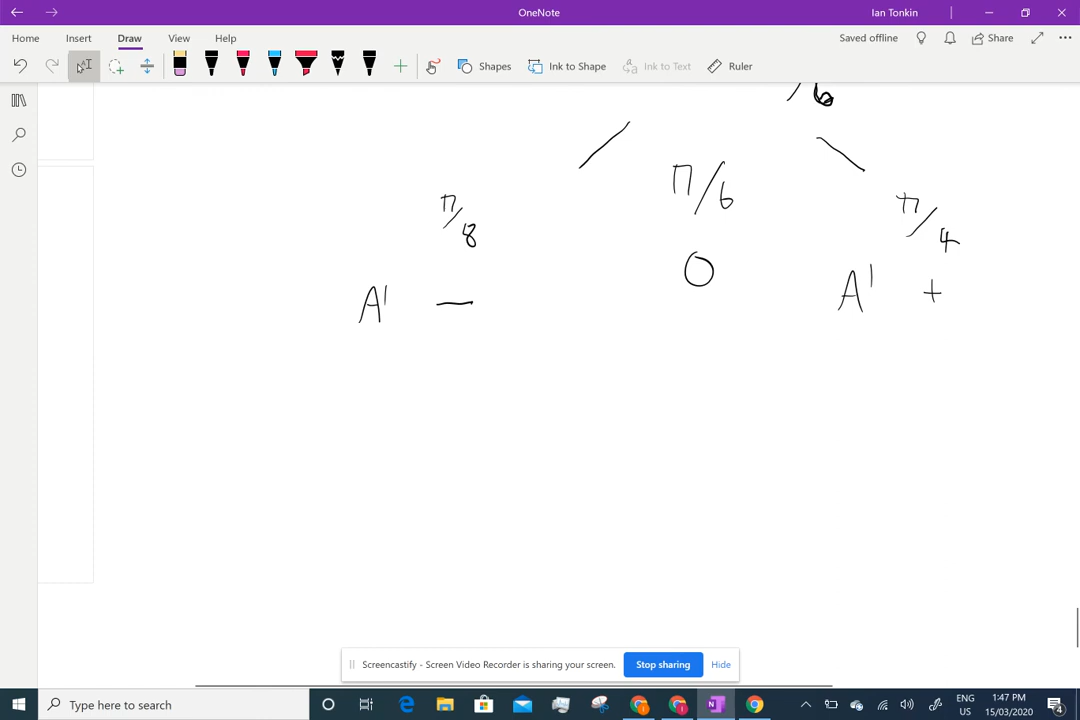 OneNote
Ian Tonkin
Home Insert Draw View Help
Saved offline Share
Shapes Ink to Shape Ink to Text Ruler
/6
π/8 π/6 π/4
A' — O A' +
Screencastify - Screen Video Recorder is sharing your screen. Stop sharing Hide
Type here to search
ENG
US
1:47 PM
15/03/2020
4